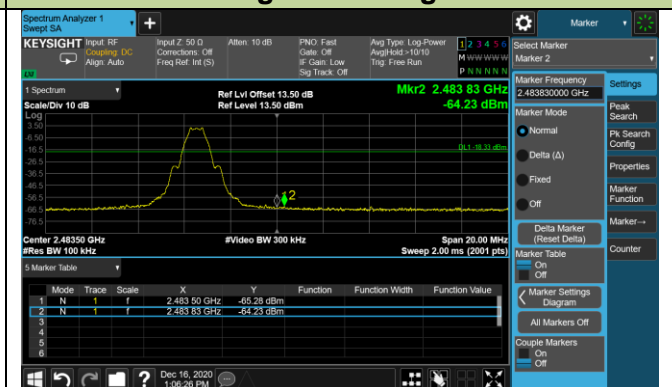 Spectrum Analyzer 1
Swept SA
Marker
KEYSIGHT
Input: RF
Coupling: DC
Align: Auto
Input Z: 50 Ω
Corrections: Off
Freq Ref: Int (S)
Atten: 10 dB
PNO: Fast
Gate: Off
IF Gain: Low
Sig Track: Off
Avg Type: Log-Power
Avg|Hold:>10/10
Trig: Free Run
1 2 3 4 5 6
M W W W W W
P N N N N N
Select Marker
Marker 2
1 Spectrum
Scale/Div 10 dB
Log
Ref Lvl Offset 13.50 dB
Ref Level 13.50 dBm
Mkr2 2.483 83 GHz
-64.23 dBm
3.50
-6.50
-16.5
-26.5
-36.5
-46.5
-56.5
-66.5
-76.5
DL1 -18.33 dBm
2
Center 2.48350 GHz
#Res BW 100 kHz
#Video BW 300 kHz
Span 20.00 MHz
Sweep 2.00 ms (2001 pts)
5 Marker Table
Mode Trace Scale X Y Function Function Width Function Value
1 N 1 f 2.483 50 GHz -65.28 dBm
2 N 1 f 2.483 83 GHz -64.23 dBm
3
4
5
6
Marker Frequency
2.483830000 GHz
Marker Mode
Normal
Delta (Δ)
Fixed
Off
Delta Marker
(Reset Delta)
Marker Table
On
Off
Marker Settings
Diagram
All Markers Off
Couple Markers
On
Off
Settings
Peak
Search
Pk Search
Config
Properties
Marker
Function
Marker→
Counter
Dec 16, 2020
1:06:26 PM